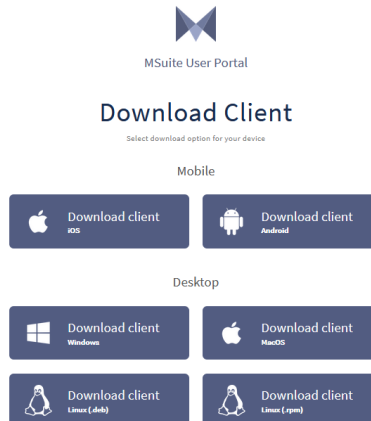 MSuite User Portal
Download Client
Select download option for your device
Mobile
Download client
iOS
Download client
Android
Desktop
Download client
Windows
Download client
MacOS
Download client
Linux (.deb)
Download client
Linux (.rpm)